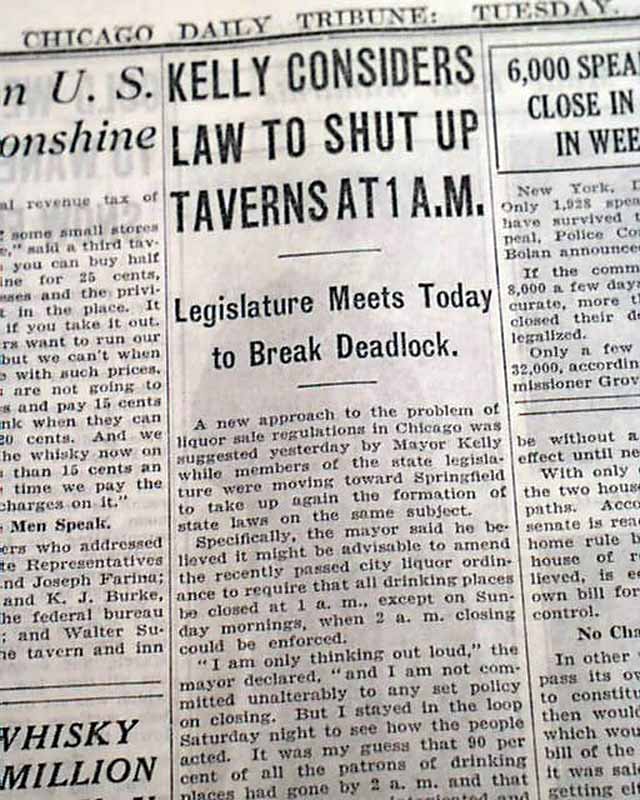 CHICAGO DAILY TRIBUNE: TUESDAY.
n U. S.
onshine
al revenue tax of
some small stores
," said a third tav-
you can buy half
ine for 25 cents,
sses and the privi-
t in the place. It
if you take it out.
rs want to run our
but we can't when
with such prices.
are not going to
s and pay 15 cents
nk when they can
20 cents. And we
he whisky now on
than 15 cents an
time we pay the
charges on it."
Men Speak.
ers who addressed
te Representatives
nd Joseph Farina;
and K. J. Burke,
he federal bureau
; and Walter Su-
he tavern and inn
WHISKY
MILLION
KELLY CONSIDERS
LAW TO SHUT UP
TAVERNS AT 1 A.M.
Legislature Meets Today
to Break Deadlock.
A new approach to the problem of
liquor sale regulations in Chicago was
suggested yesterday by Mayor Kelly
while members of the state legisla-
ture were moving toward Springfield
to take up again the formation of
state laws on the same subject.
Specifically, the mayor said he be-
lieved it might be advisable to amend
the recently passed city liquor ordin-
ance to require that all drinking places
be closed at 1 a. m., except on Sun-
day mornings, when 2 a. m. closing
could be enforced.
"I am only thinking out loud," the
mayor declared, "and I am not com-
mitted unalterably to any set policy
on closing. But I stayed in the loop
Saturday night to see how the people
acted. It was my guess that 90 per
cent of all the patrons of drinking
places had gone by 2 a. m. and that
6,000 SPEA
CLOSE IN
IN WEE
New York, D
Only 1,928 spea
have survived
peal, Police Co
Bolan announce
If the comm
8,000 a few days
curate, more t
closed their d
legalized.
Only a few
32,000, accordin
missioner Grov
be without a
effect until ne
With only
the two hous
paths. Acco
senate is rea
home rule b
house of r
lieved, is e
own bill for
control.
No Cha
In other
pass its ov
to constitu
then would
which wou
bill of the
it was said
getting ei